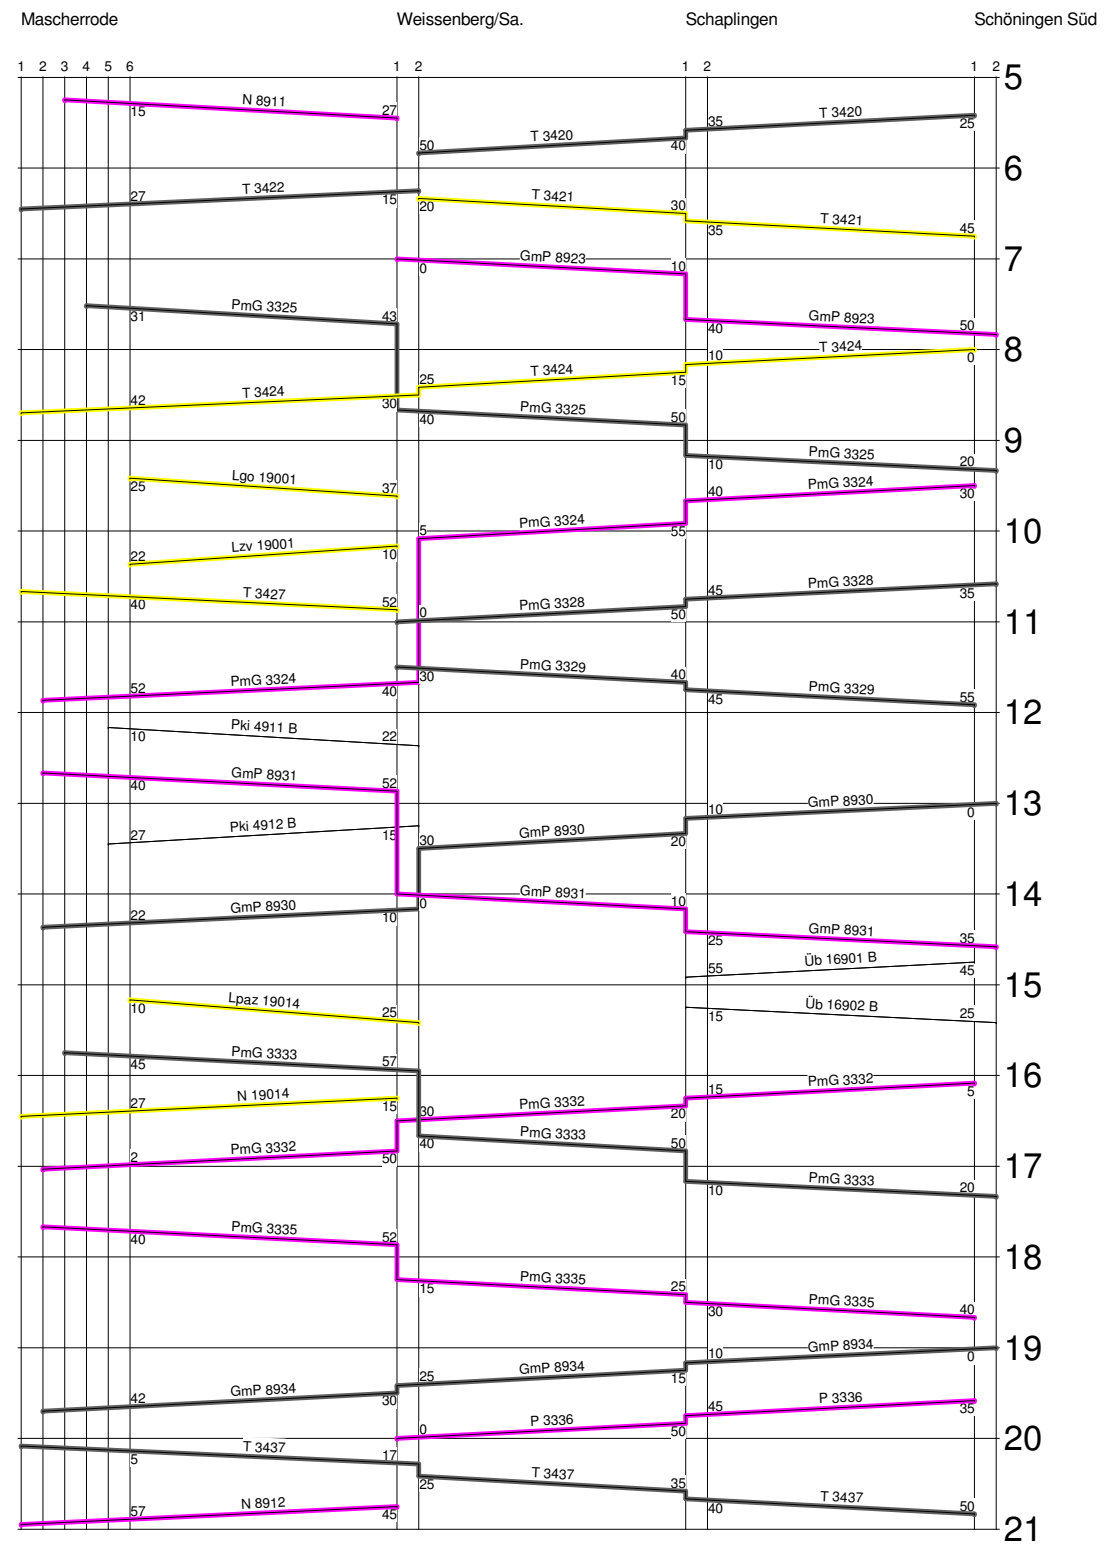 Mascherrode Weissenberg/Sa. Schaplingen Schöningen Süd
1 2 3 4 5 6 1 2 1 2 1 2
5
N 8911
15 27
T 3420
35 25
T 3420
50 40
6
T 3422
27 15
T 3421
20 30
T 3421
35 45
7
GmP 8923
0 10
PmG 3325
31 43
GmP 8923
40 50
8
T 3424
10 0
T 3424
25 15
T 3424
42 30
PmG 3325
40 50
9
PmG 3325
10 20
Lgo 19001
25 37
PmG 3324
40 30
PmG 3324
5 55
10
Lzv 19001
22 10
T 3427
40 52
PmG 3328
45 35
PmG 3328
0 50
11
PmG 3329
30 40
PmG 3324
52 40
PmG 3329
45 55
12
Pki 4911 B
10 22
GmP 8931
40 52
13
GmP 8930
10 0
Pki 4912 B
27 15
GmP 8930
30 20
14
GmP 8931
0 10
GmP 8930
22 10
GmP 8931
25 35
Üb 16901 B
55 45
15
Lpaz 19014
10 25
Üb 16902 B
15 25
PmG 3333
45 57
16
PmG 3332
15 5
N 19014
27 15
PmG 3332
30 20
PmG 3333
40 50
PmG 3332
2 50
17
PmG 3333
10 20
PmG 3335
40 52
18
PmG 3335
15 25
PmG 3335
30 40
19
GmP 8934
10 0
GmP 8934
25 15
GmP 8934
42 30
P 3336
45 35
P 3336
0 50
20
T 3437
5 17
T 3437
25 35
T 3437
40 50
N 8912
57 45
21